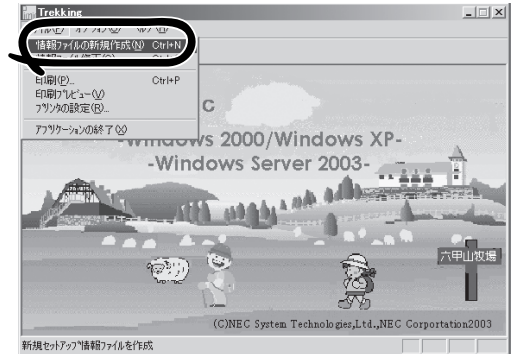 Trekking
情報ファイルの新規作成(N) Ctrl+N
印刷(P)... Ctrl+P
印刷プレビュー(V)
プリンタの設定(R)...
アプリケーションの終了(X)
C
-Windows 2000/Windows XP-
-Windows Server 2003-
六甲山牧場
(C)NEC System Technologies,Ltd.,NEC Corportation2003
新規セットアップ情報ファイルを作成